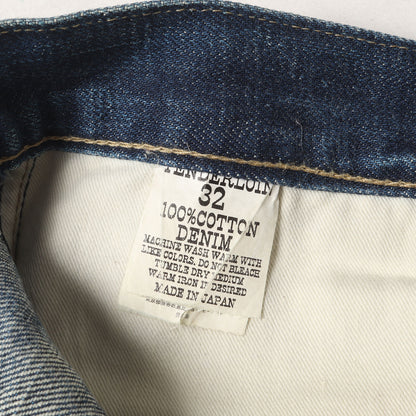 TENDERLOIN
32
100%COTTON
DENIM
MACHINE WASH WARM WITH
LIKE COLORS, DO NOT BLEACH
TUMBLE DRY MEDIUM
WARM IRON IF DESIRED
MADE IN JAPAN